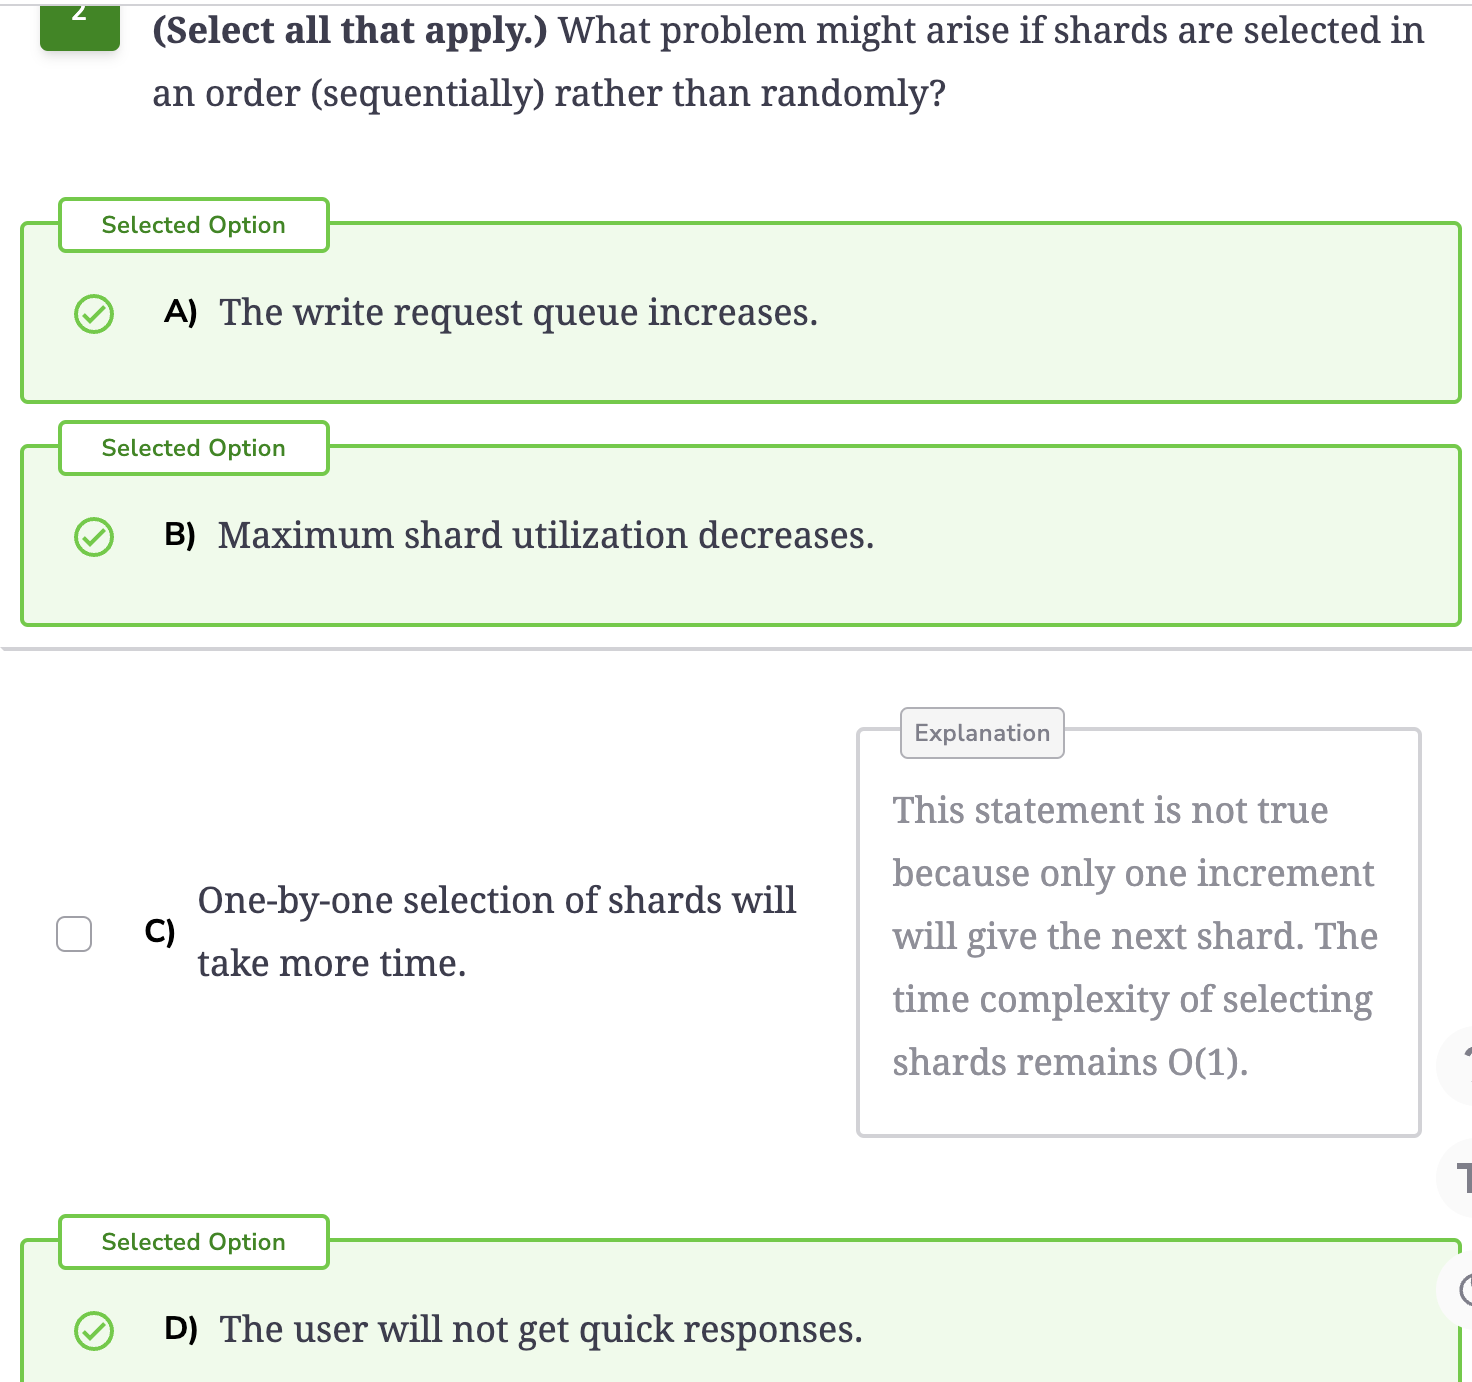 2
(Select all that apply.) What problem might arise if shards are selected in
an order (sequentially) rather than randomly?
Selected Option
A) The write request queue increases.
Selected Option
B) Maximum shard utilization decreases.
C) One-by-one selection of shards will
take more time.
Explanation
This statement is not true
because only one increment
will give the next shard. The
time complexity of selecting
shards remains O(1).
Selected Option
D) The user will not get quick responses.